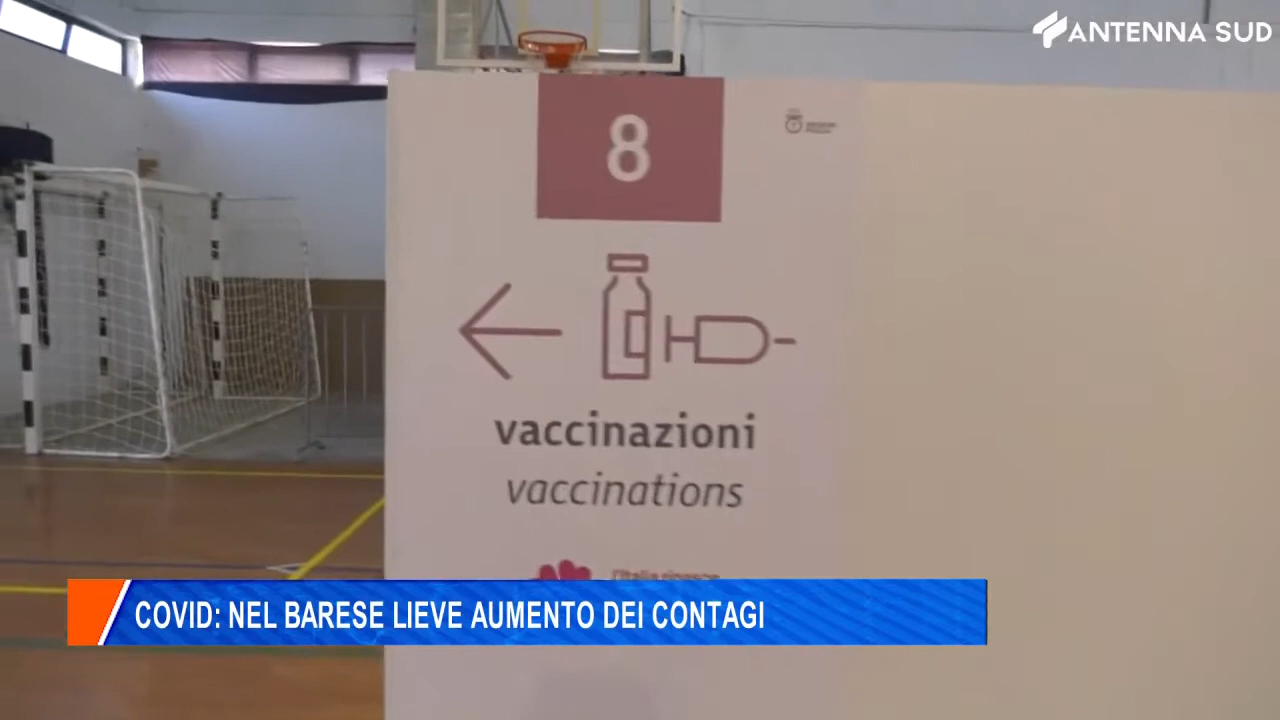 ANTENNA SUD
8
vaccinazioni
vaccinations
COVID: NEL BARESE LIEVE AUMENTO DEI CONTAGI